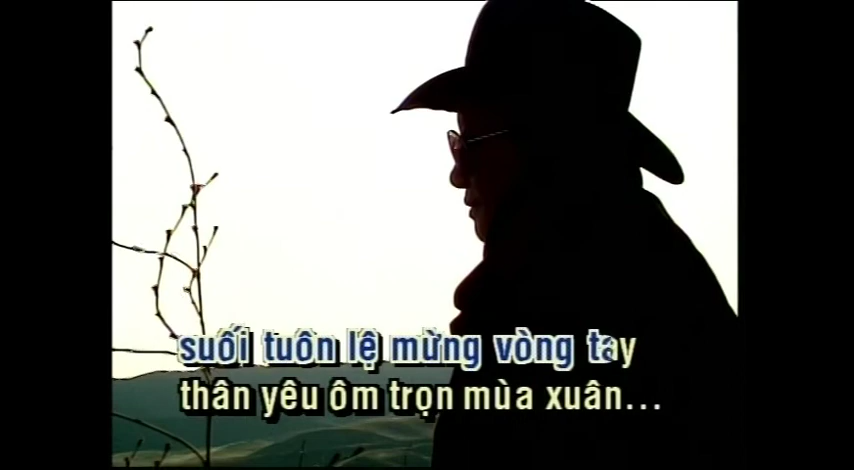 suối tuôn lệ mừng vòng tay
thân yêu ôm trọn mùa xuân...